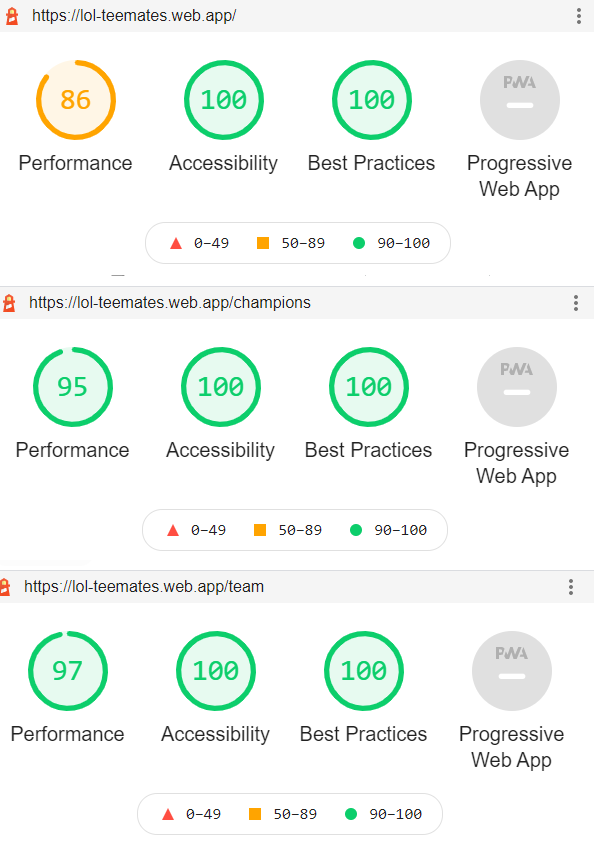 https://lol-teemates.web.app/
86 100 100 PWA
Performance Accessibility Best Practices Progressive
Web App
0–49 50–89 90–100
https://lol-teemates.web.app/champions
95 100 100 PWA
Performance Accessibility Best Practices Progressive
Web App
0–49 50–89 90–100
https://lol-teemates.web.app/team
97 100 100 PWA
Performance Accessibility Best Practices Progressive
Web App
0–49 50–89 90–100